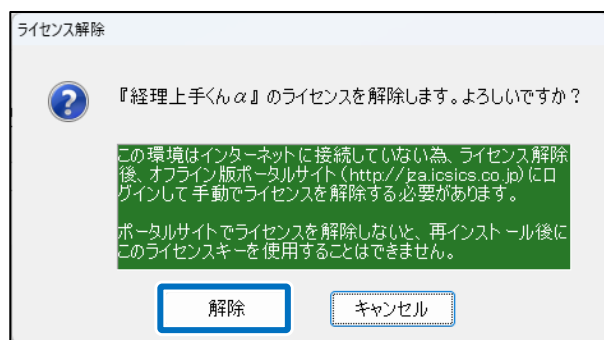 ライセンス解除
『経理上手くんα』のライセンスを解除します。よろしいですか?
この環境はインターネットに接続していない為、ライセンス解除
後、オフライン版ポータルサイト(http://jza.icsics.co.jp)にロ
グインして手動でライセンスを解除する必要があります。
ポータルサイトでライセンスを解除しないと、再インストール後に
このライセンスキーを使用することはできません。
解除
キャンセル